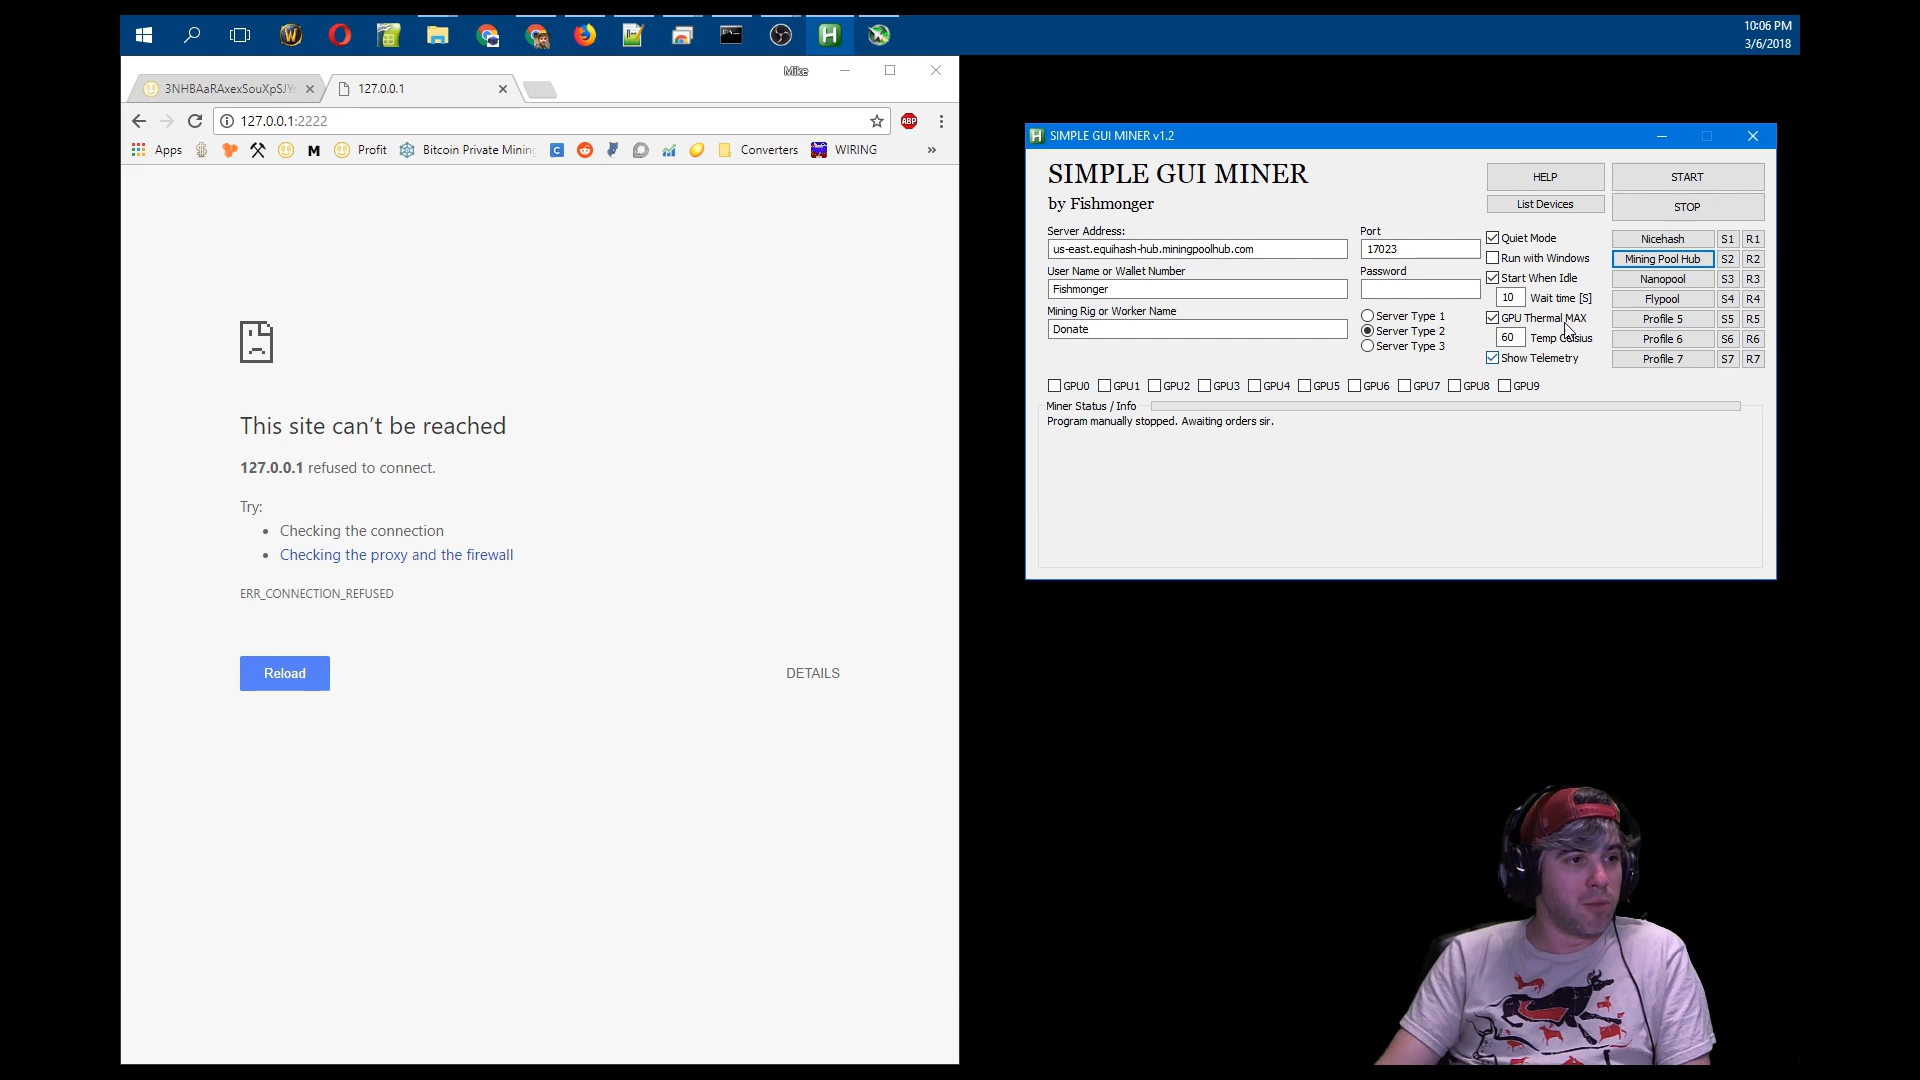 10:06 PM
3/6/2018
Mike
3NHBAaRAxexSouXpSJY
127.0.0.1
127.0.0.1:2222
ABP
Apps
M
Profit
Bitcoin Private Mining
Converters
WIRING
»
This site can't be reached
127.0.0.1 refused to connect.
Try:
• Checking the connection
• Checking the proxy and the firewall
ERR_CONNECTION_REFUSED
Reload
DETAILS
SIMPLE GUI MINER v1.2
SIMPLE GUI MINER
by Fishmonger
HELP
START
List Devices
STOP
Server Address:
Port
us-east.equihash-hub.miningpoolhub.com
17023
User Name or Wallet Number
Password
Fishmonger
Mining Rig or Worker Name
Donate
Server Type 1
Server Type 2
Server Type 3
Quiet Mode
Run with Windows
Start When Idle
10 Wait time [S]
GPU Thermal MAX
60 Temp Celsius
Show Telemetry
Nicehash S1 R1
Mining Pool Hub S2 R2
Nanopool S3 R3
Flypool S4 R4
Profile 5 S5 R5
Profile 6 S6 R6
Profile 7 S7 R7
GPU0 GPU1 GPU2 GPU3 GPU4 GPU5 GPU6 GPU7 GPU8 GPU9
Miner Status / Info
Program manually stopped. Awaiting orders sir.